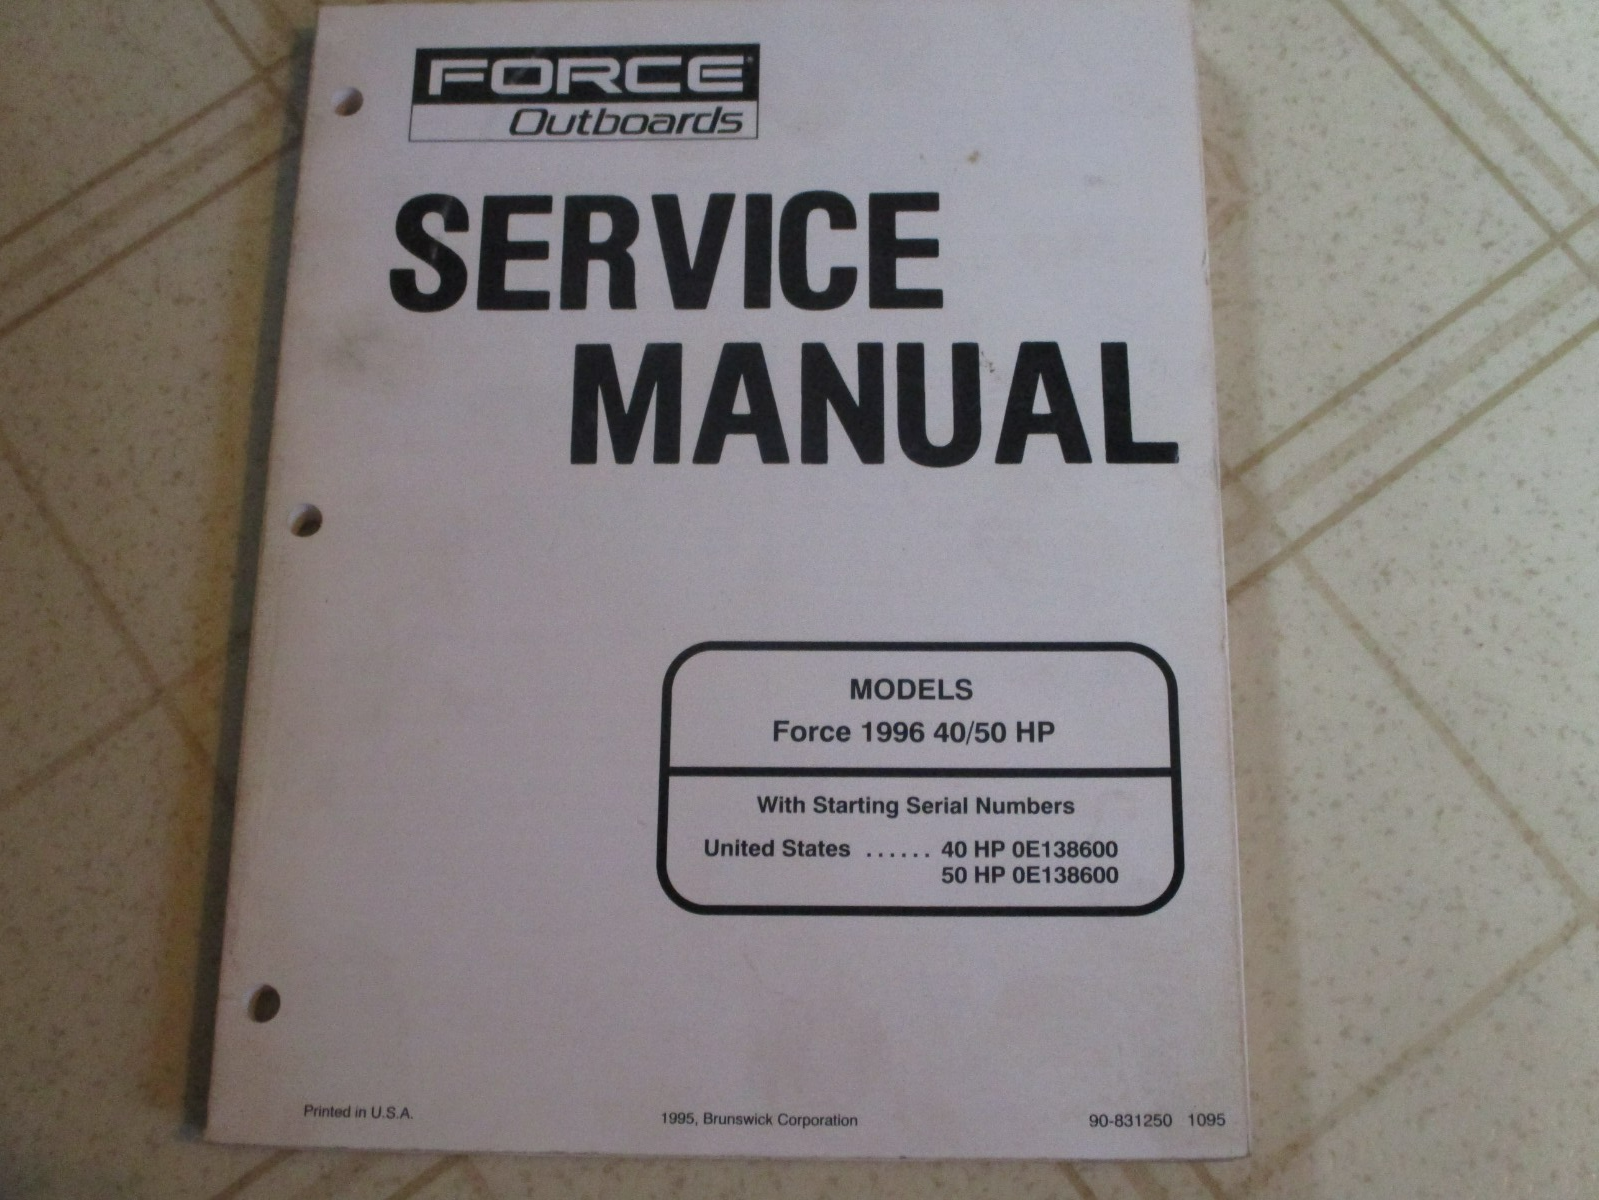 FORCE
Outboards
SERVICE
MANUAL
MODELS
Force 1996 40/50 HP
With Starting Serial Numbers
United States ...... 40 HP 0E138600
50 HP 0E138600
Printed in U.S.A. 1995, Brunswick Corporation 90-831250 1095